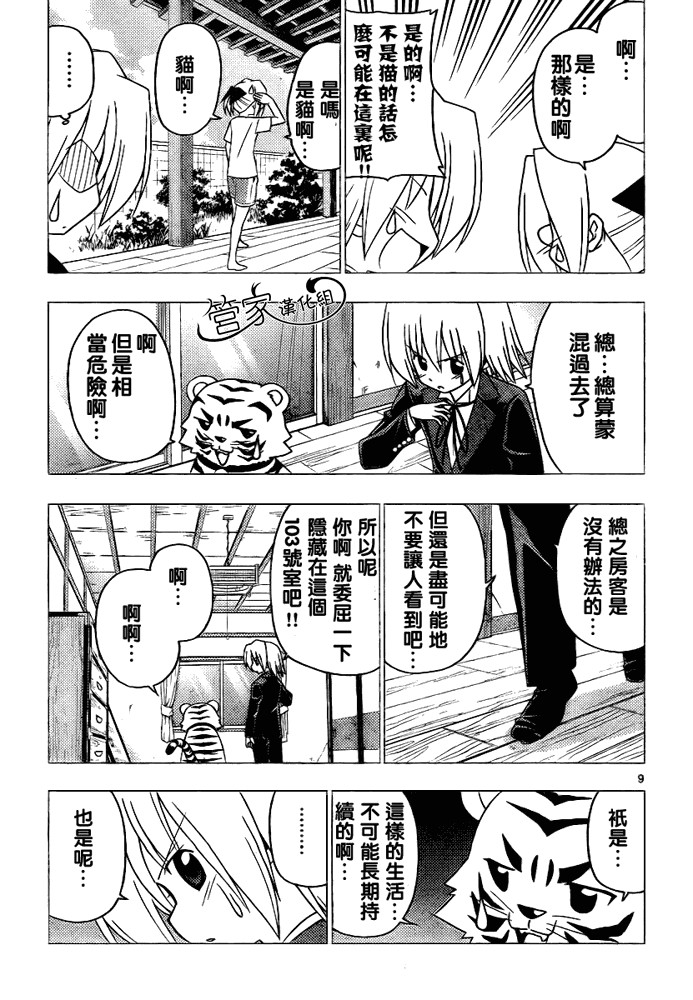 啊⋯
是⋯
那樣的啊
是的啊⋯
不是猫的話怎
麼可能在這裏呢!!
是嗎
是貓啊⋯
貓啊⋯
⋯⋯
總⋯總算蒙
混過去了
管家漢化組
啊
但是相
當危險啊⋯
總之房客是
沒有辦法的⋯
但還是盡可能地
不要讓人看到吧⋯
所以呢
你啊 就委屈一下
隱藏在這個
103號室吧!!
啊⋯
啊啊⋯
9
衹是⋯
這樣的生活⋯
不可能長期持
續的啊⋯
⋯⋯⋯
也是呢⋯